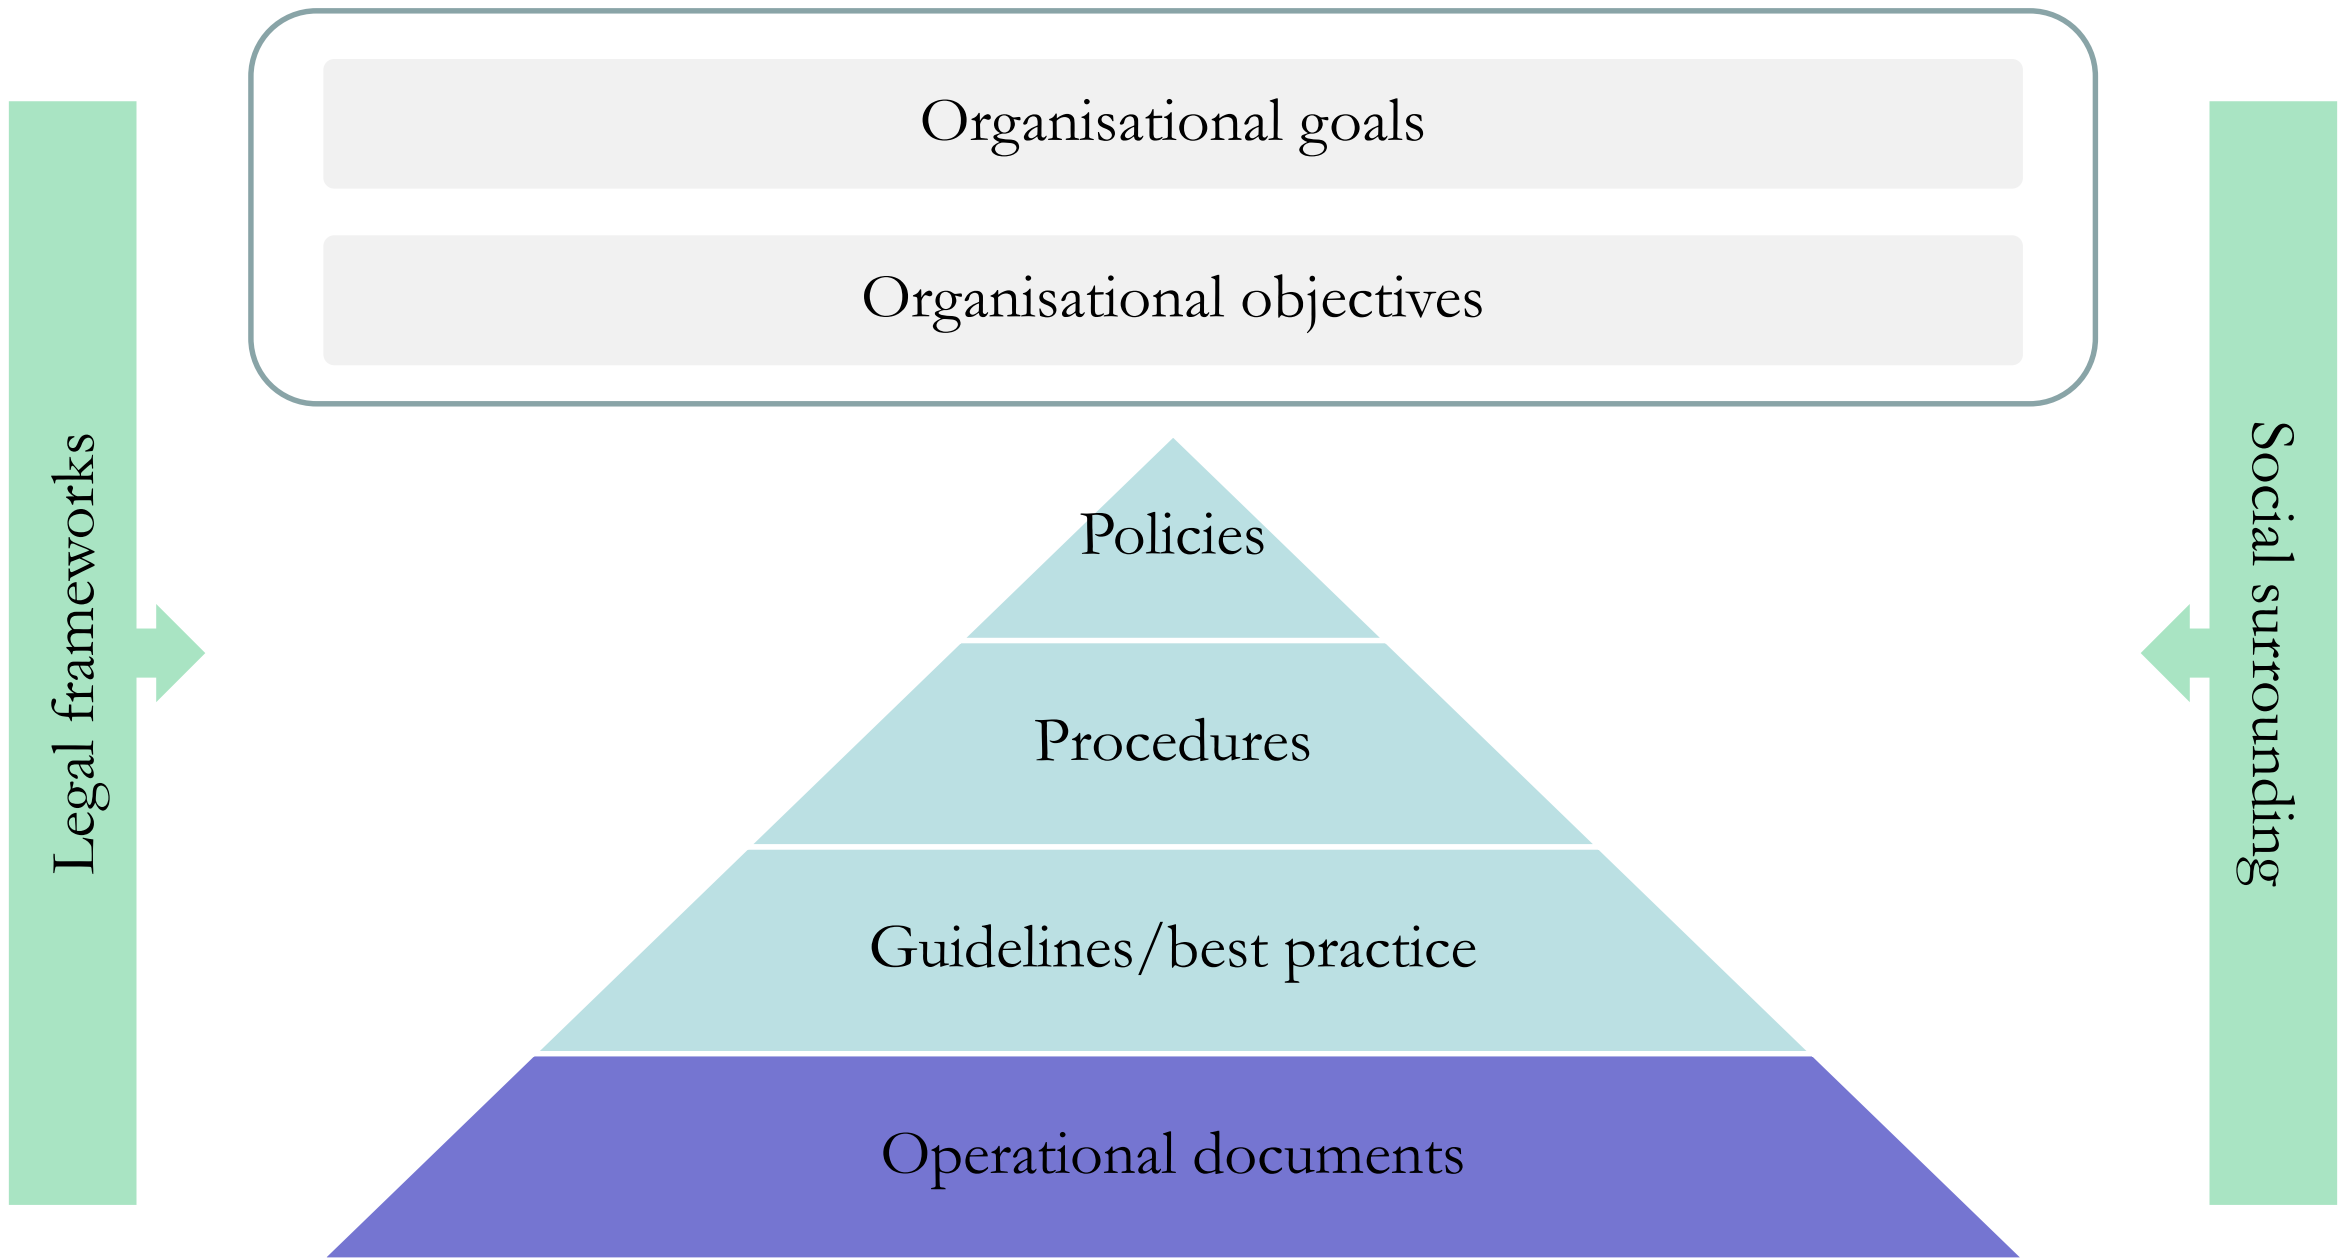 Organisational goals
Organisational objectives
Legal frameworks
Social surrounding
Policies
Procedures
Guidelines/best practice
Operational documents